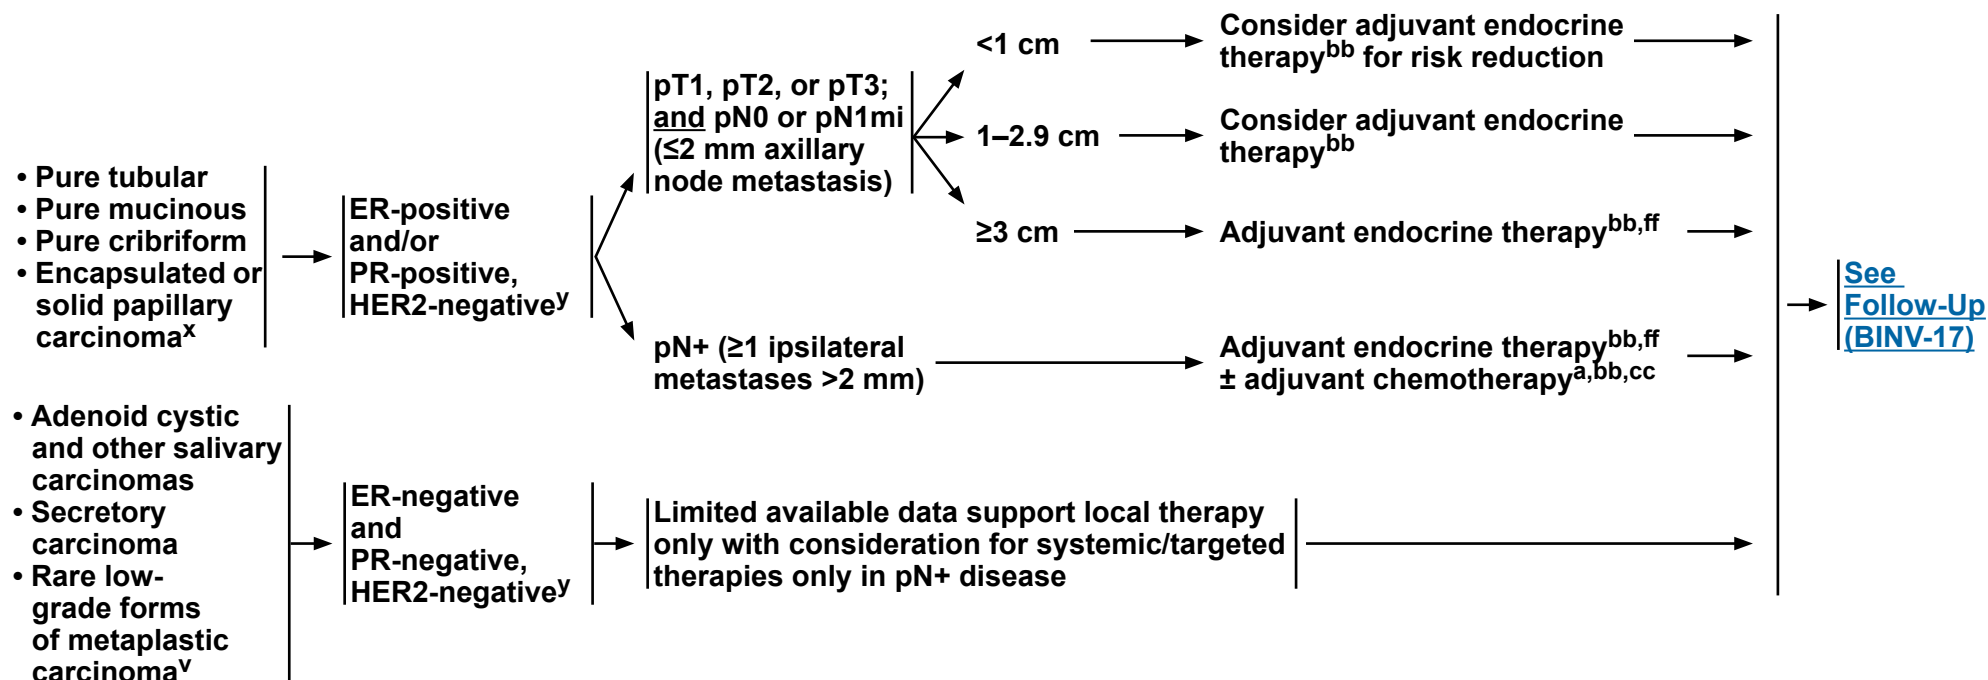 • Pure tubular
• Pure mucinous
• Pure cribriform
• Encapsulated or
solid papillary
carcinomaˣ
ER-positive
and/or
PR-positive,
HER2-negativeʸ
pT1, pT2, or pT3;
and pN0 or pN1mi
(≤2 mm axillary
node metastasis)
<1 cm
Consider adjuvant endocrine
therapyᵇᵇ for risk reduction
1–2.9 cm
Consider adjuvant endocrine
therapyᵇᵇ
≥3 cm
Adjuvant endocrine therapyᵇᵇ,ᶠᶠ
pN+ (≥1 ipsilateral
metastases >2 mm)
Adjuvant endocrine therapyᵇᵇ,ᶠᶠ
± adjuvant chemotherapyᵃ,ᵇᵇ,ᶜᶜ
• Adenoid cystic
and other salivary
carcinomas
• Secretory
carcinoma
• Rare low-
grade forms
of metaplastic
carcinomaᵛ
ER-negative
and
PR-negative,
HER2-negativeʸ
Limited available data support local therapy
only with consideration for systemic/targeted
therapies only in pN+ disease
See
Follow-Up
(BINV-17)